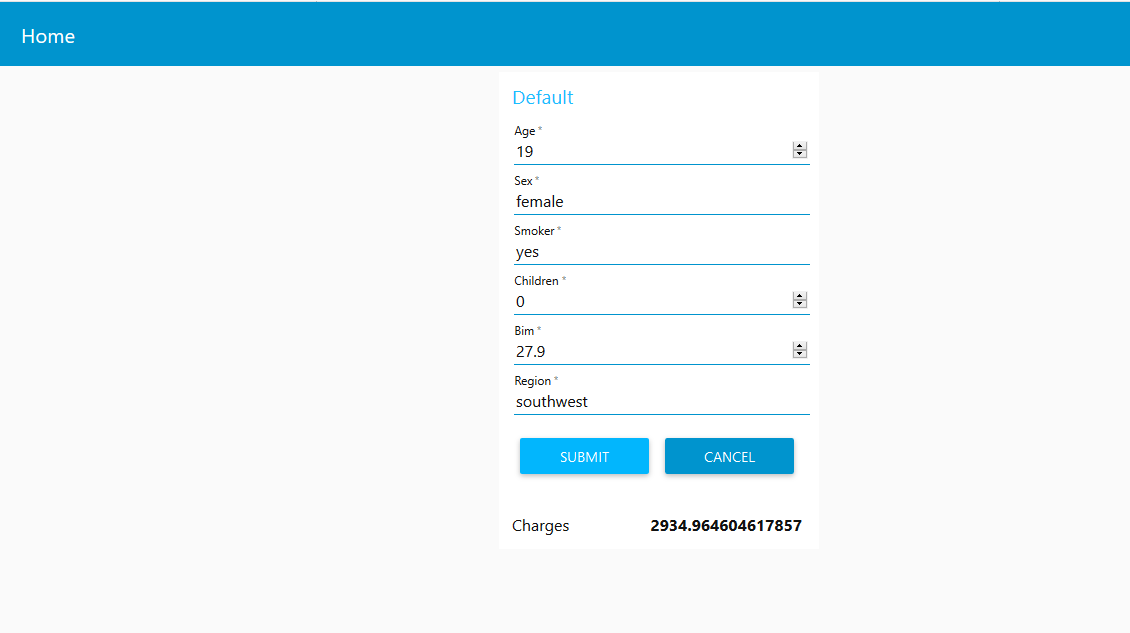 Home
Default
Age *
19
Sex *
female
Smoker *
yes
Children *
0
Bim *
27.9
Region *
southwest
SUBMIT CANCEL
Charges 2934.964604617857